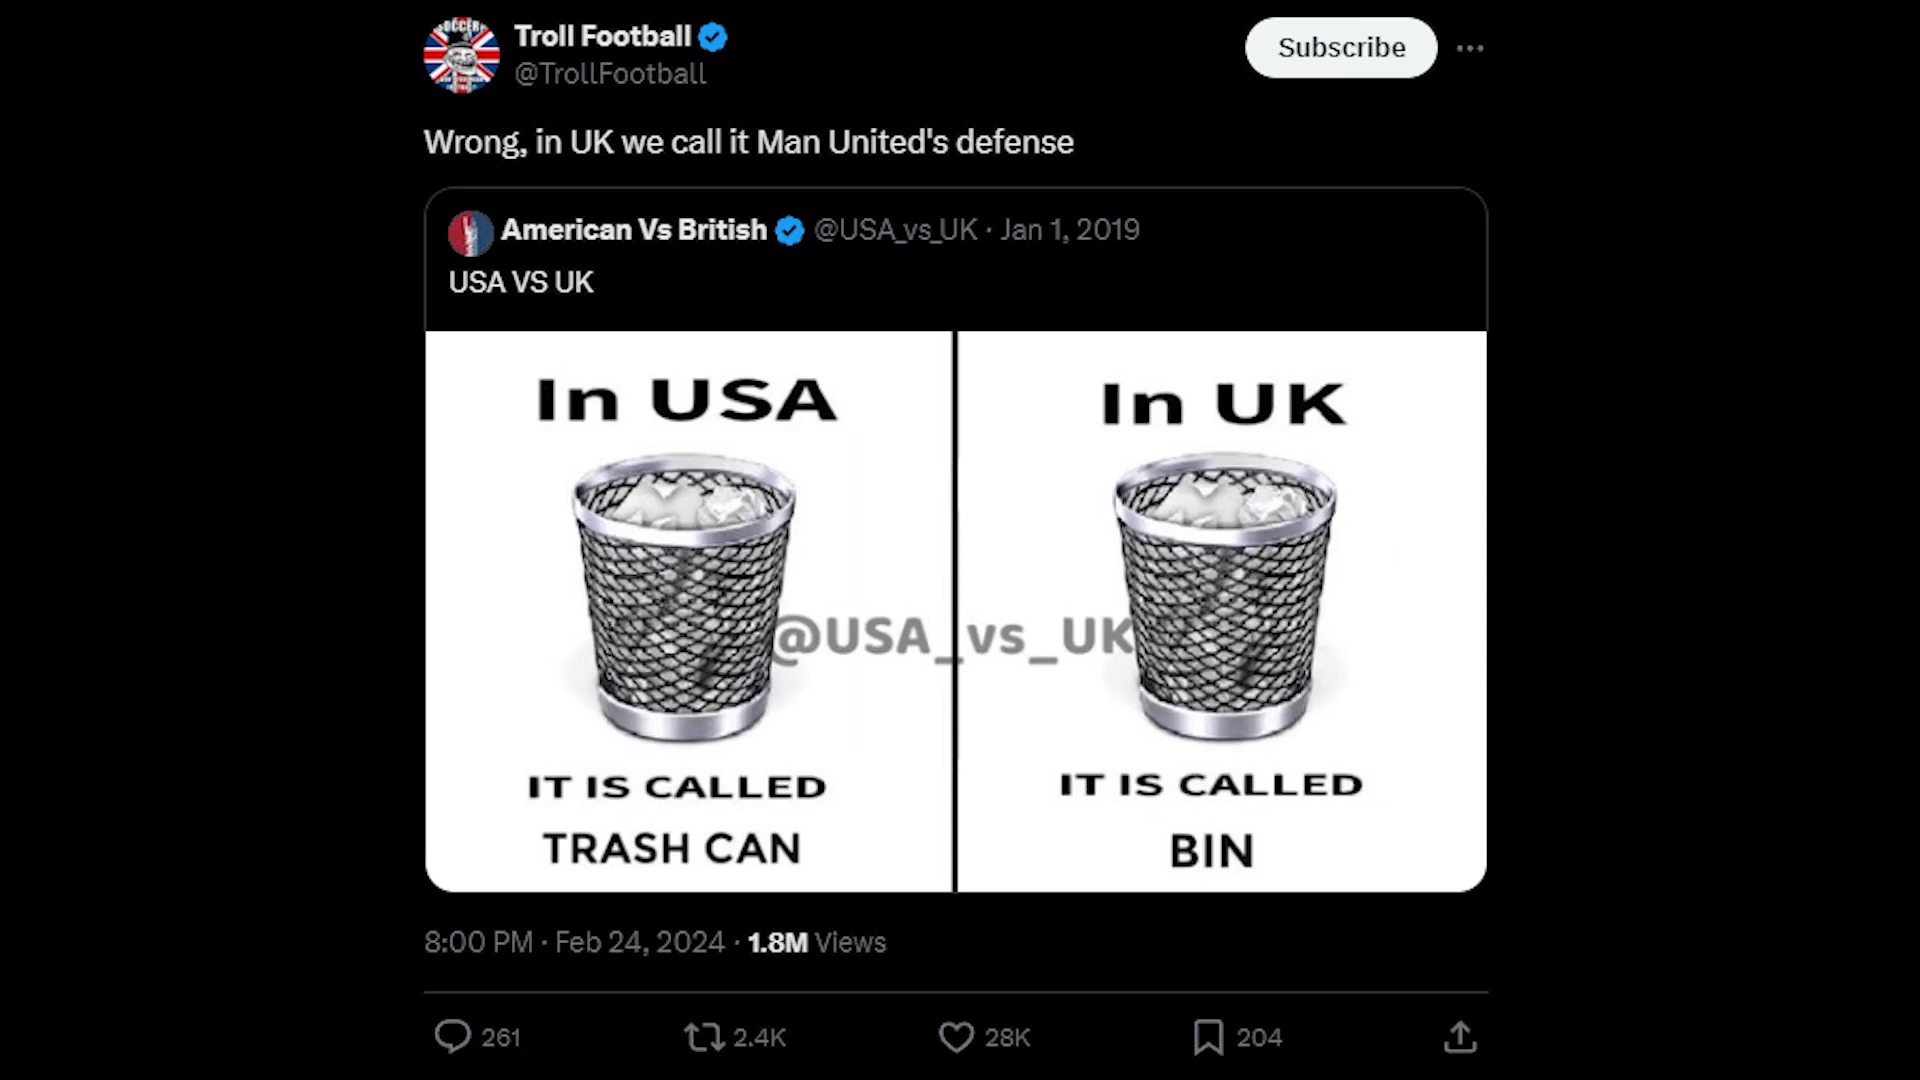 Troll Football
@TrollFootball
Subscribe
Wrong, in UK we call it Man United's defense
American Vs British @USA_vs_UK · Jan 1, 2019
USA VS UK
In USA
In UK
@USA_vs_UK
IT IS CALLED
TRASH CAN
IT IS CALLED
BIN
8:00 PM · Feb 24, 2024 · 1.8M Views
261 2.4K 28K 204